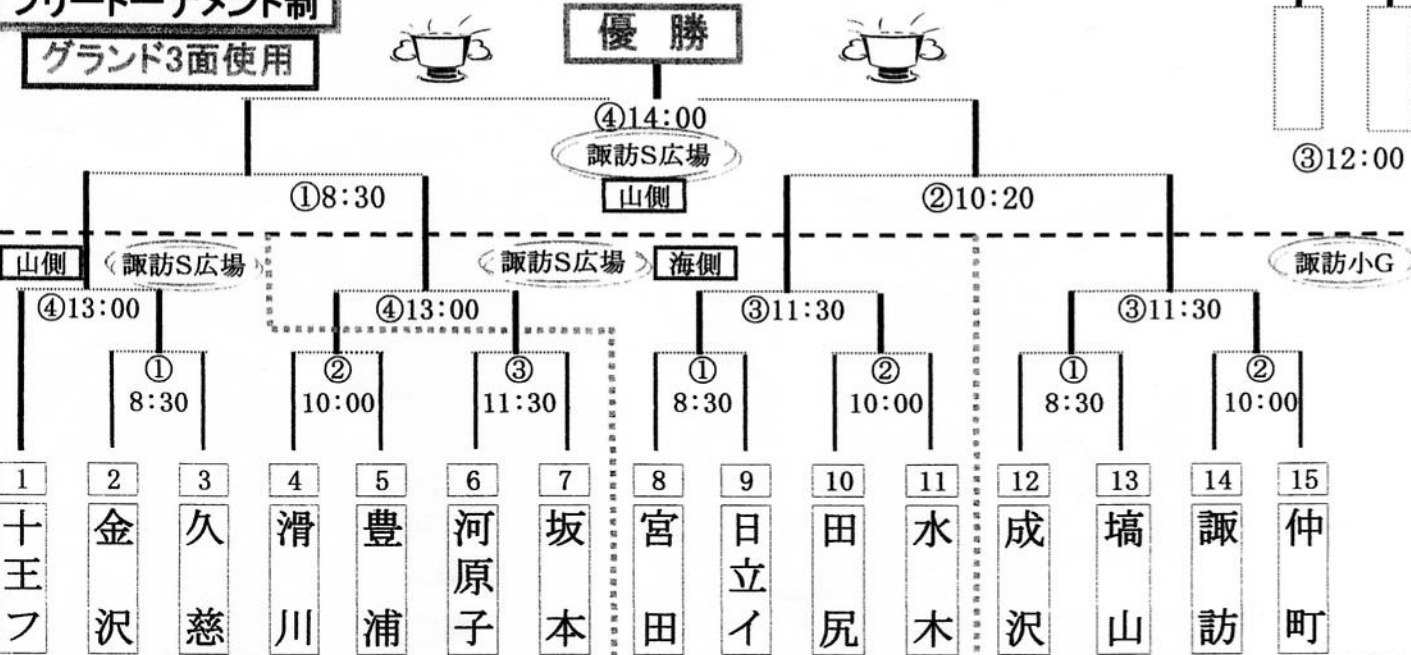 フリートーナメント制
グランド3面使用
優 勝
④14:00
諏訪S広場
山側
③12:00
①8:30
②10:20
山側
諏訪S広場
諏訪S広場
海側
諏訪小G
④13:00
④13:00
③11:30
③11:30
①
8:30
②
10:00
③
11:30
①
8:30
②
10:00
①
8:30
②
10:00
1
2
3
4
5
6
7
8
9
10
11
12
13
14
15
十王フ
金沢
久慈
滑川
豊浦
河原子
坂本
宮田
日立イ
田尻
水木
成沢
塙山
諏訪
仲町